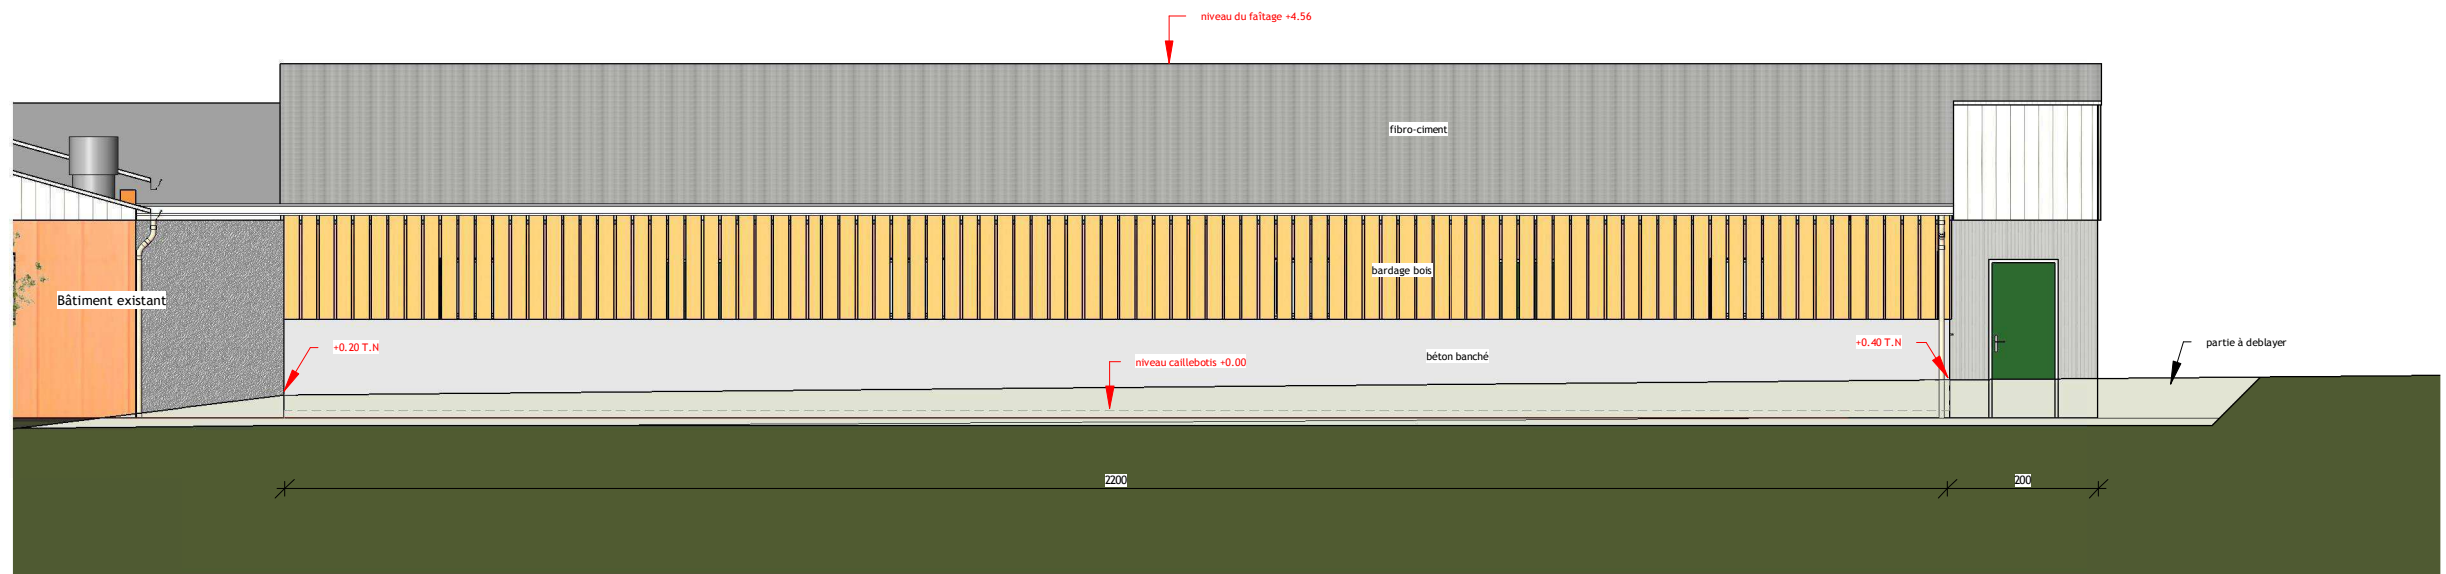 niveau du faîtage +4.56
fibro-ciment
bardage bois
Bâtiment existant
+0.20 T.N
+0.40 T.N
partie à deblayer
béton banché
niveau caillebotis +0.00
2200
200